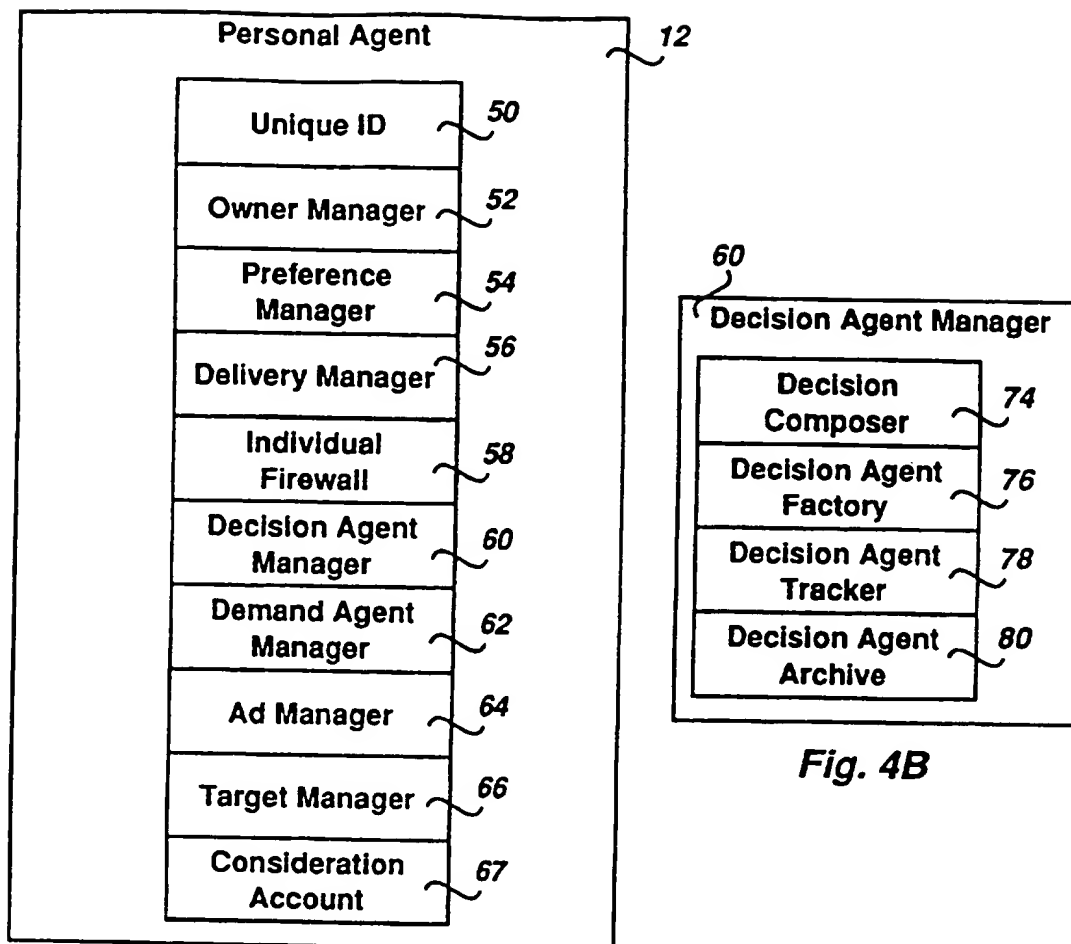 Personal Agent
12
Unique ID
50
Owner Manager
52
Preference
Manager
54
Delivery Manager
56
Individual
Firewall
58
Decision Agent
Manager
60
Demand Agent
Manager
62
Ad Manager
64
Target Manager
66
Consideration
Account
67
60
Decision Agent Manager
Decision
Composer
74
Decision Agent
Factory
76
Decision Agent
Tracker
78
Decision Agent
Archive
80
Fig. 4B